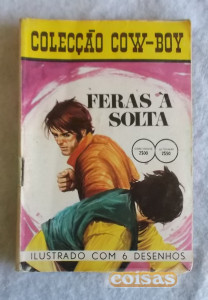 COLECÇÃO COW-BOY
FERAS À
SOLTA
ILUSTRADO COM 6 DESENHOS
coisas